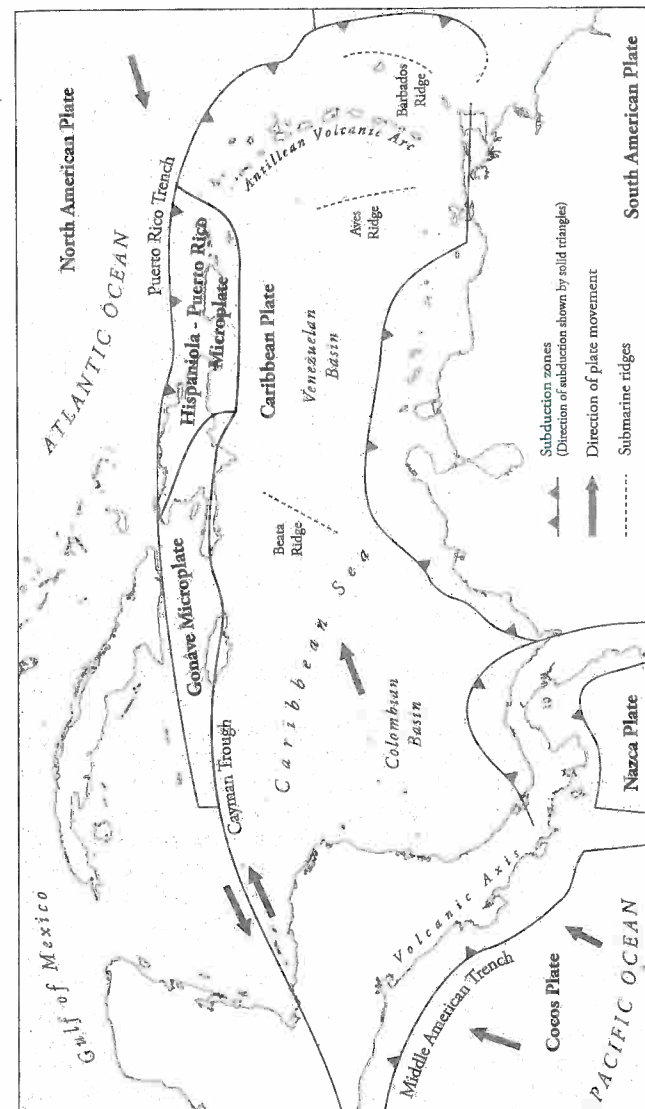 North American Plate
ATLANTIC OCEAN
Gulf of Mexico
Puerto Rico Trench
Hispaniola - Puerto Rico
Microplate
Gonâve Microplate
Cayman Trough
Caribbean Plate
Venezuelan
Basin
Beata
Ridge
Aves
Ridge
Antillean Volcanic Arc
Barbados
Ridge
Caribbean Sea
Colombian
Basin
Volcanic Axis
Middle American Trench
Cocos Plate
PACIFIC OCEAN
Nazca Plate
South American Plate
Subduction zones
(Direction of subduction shown by solid triangles)
Direction of plate movement
Submarine ridges